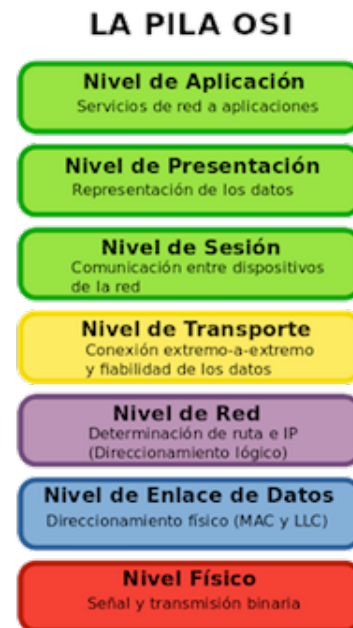 LA PILA OSI
Nivel de Aplicación
Servicios de red a aplicaciones
Nivel de Presentación
Representación de los datos
Nivel de Sesión
Comunicación entre dispositivos
de la red
Nivel de Transporte
Conexión extremo-a-extremo
y fiabilidad de los datos
Nivel de Red
Determinación de ruta e IP
(Direccionamiento lógico)
Nivel de Enlace de Datos
Direccionamiento físico (MAC y LLC)
Nivel Físico
Señal y transmisión binaria